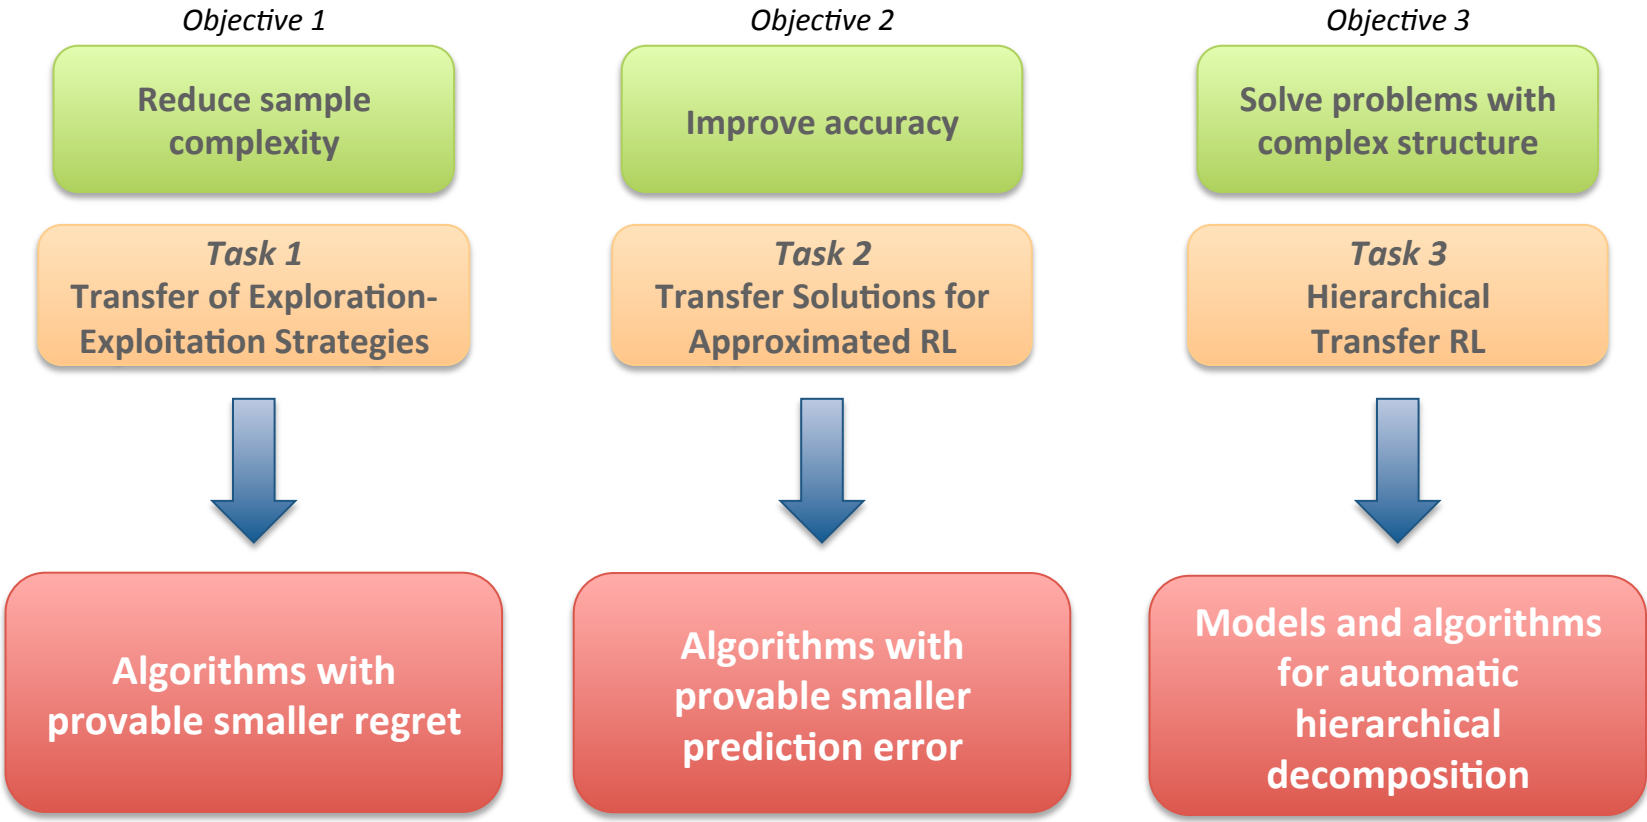 Objective 1
Reduce sample
complexity
Task 1
Transfer of Exploration-
Exploitation Strategies
Algorithms with
provable smaller regret
Objective 2
Improve accuracy
Task 2
Transfer Solutions for
Approximated RL
Algorithms with
provable smaller
prediction error
Objective 3
Solve problems with
complex structure
Task 3
Hierarchical
Transfer RL
Models and algorithms
for automatic
hierarchical
decomposition